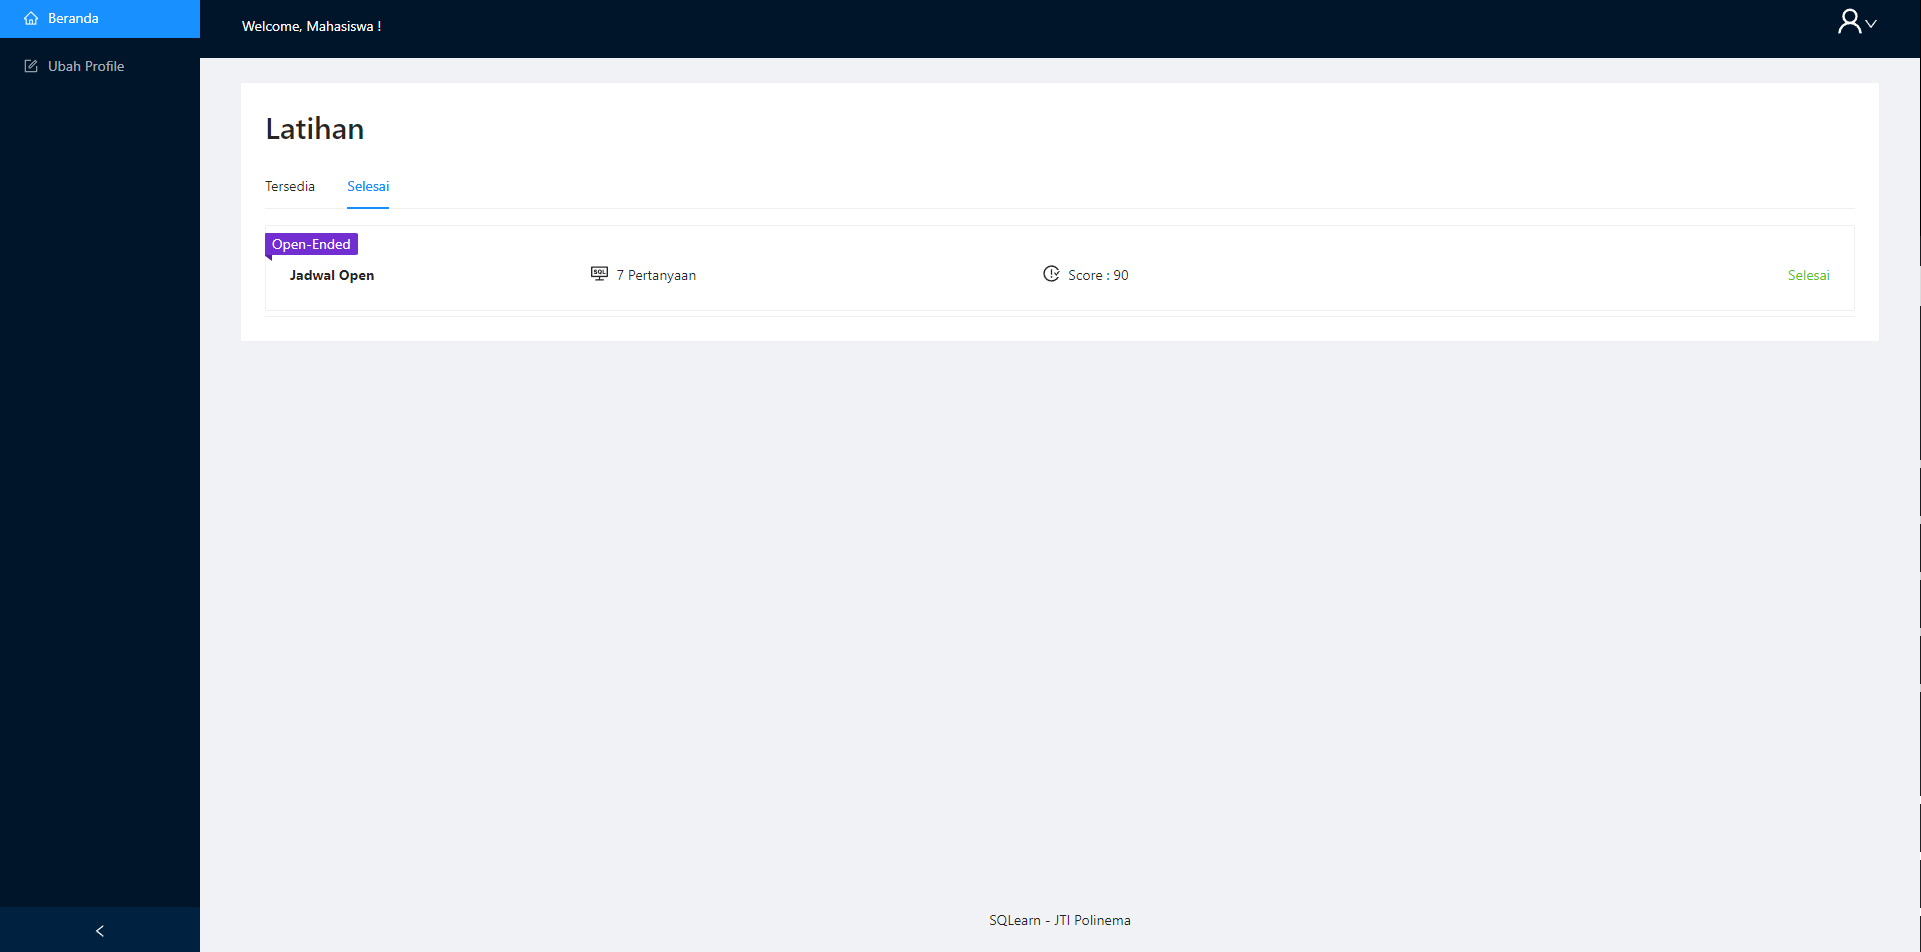 Beranda
Ubah Profile
Welcome, Mahasiswa !
Latihan
Tersedia Selesai
Open-Ended
Jadwal Open SQL 7 Pertanyaan Score : 90 Selesai
SQLearn - JTI Polinema